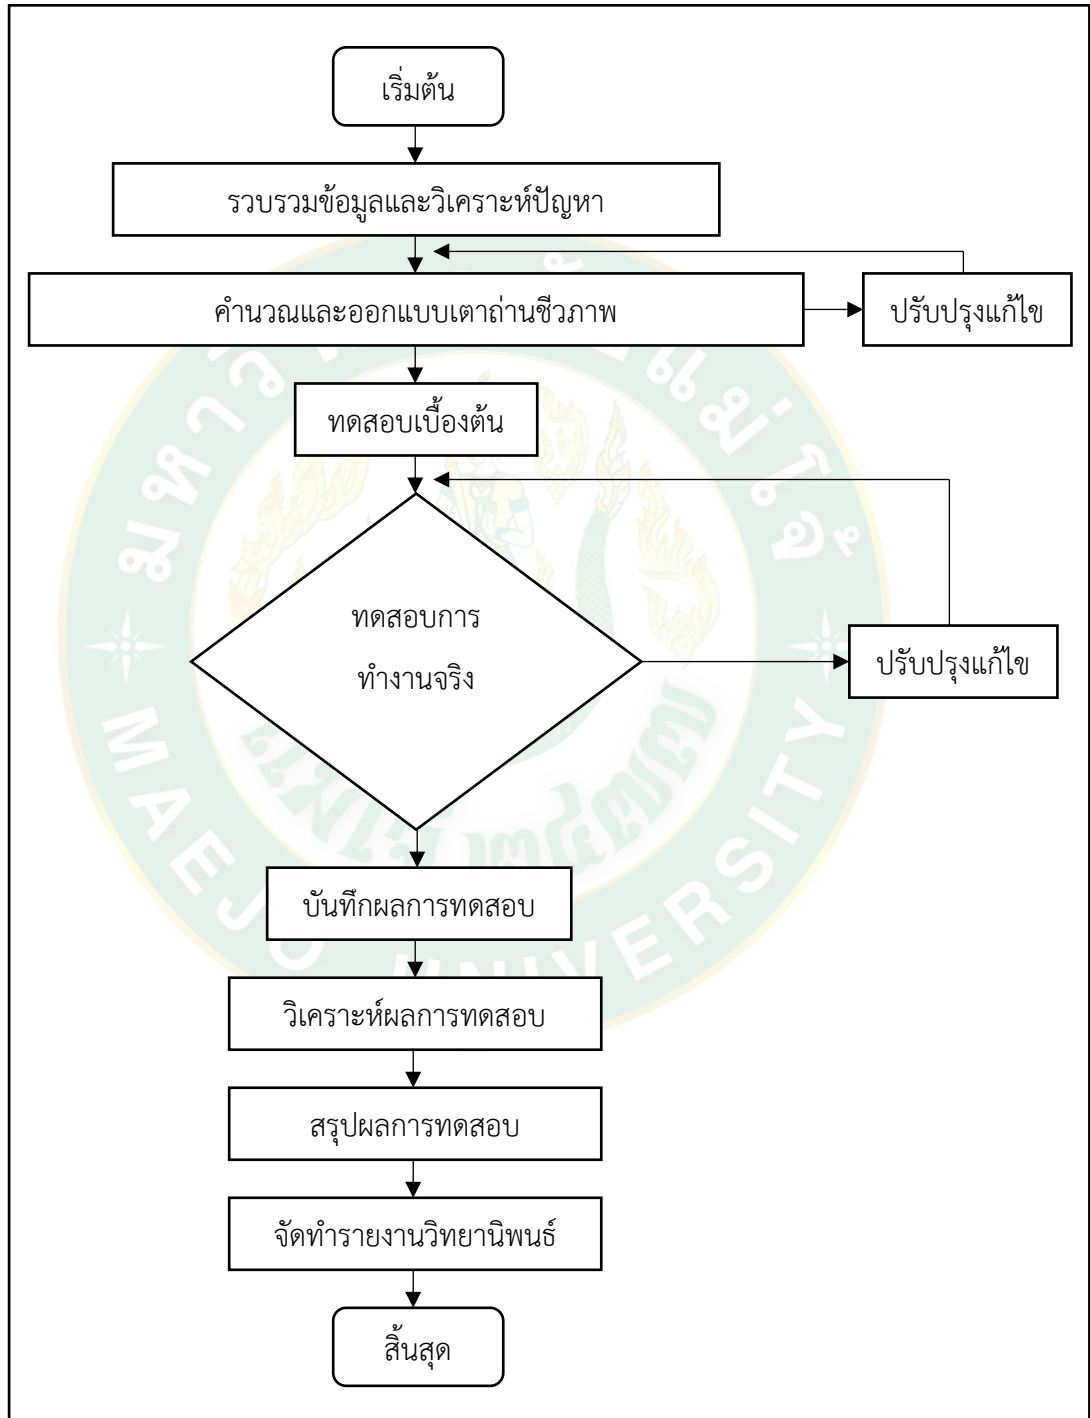 เริ่มต้น
รวบรวมข้อมูลและวิเคราะห์ปัญหา
คำนวณและออกแบบเตาถ่านชีวภาพ
ปรับปรุงแก้ไข
ทดสอบเบื้องต้น
ทดสอบการ
ทำงานจริง
ปรับปรุงแก้ไข
บันทึกผลการทดสอบ
วิเคราะห์ผลการทดสอบ
สรุปผลการทดสอบ
จัดทำรายงานวิทยานิพนธ์
สิ้นสุด
MAEJO UNIVERSITY